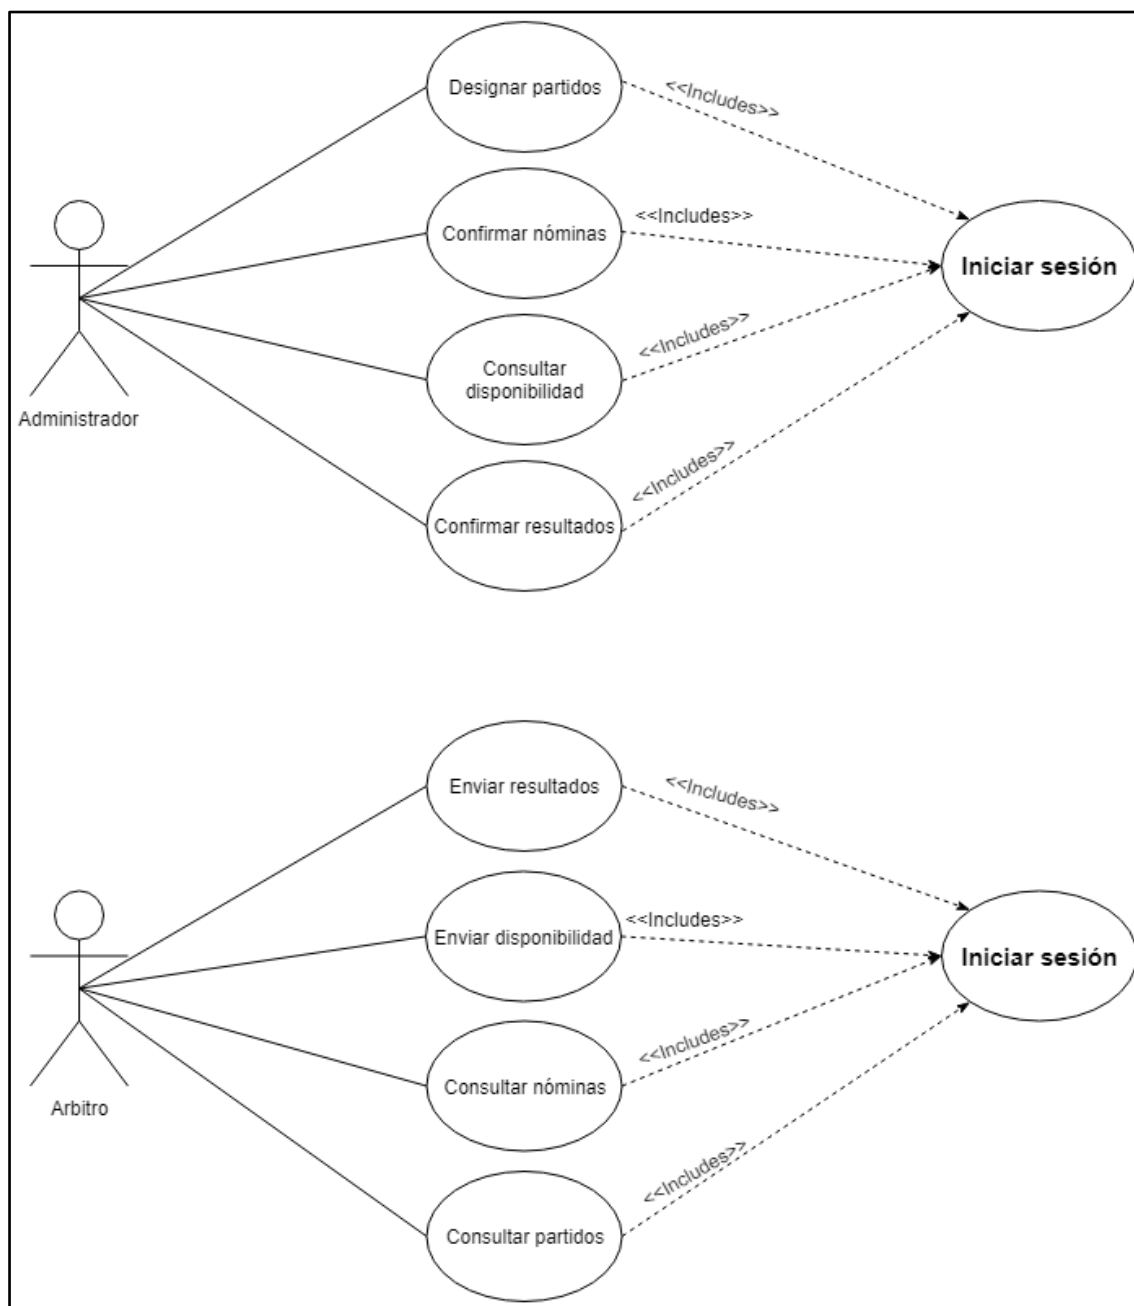 Designar partidos
<<Includes>>
Confirmar nóminas
<<Includes>>
Iniciar sesión
Consultar
disponibilidad
<<Includes>>
Administrador
Confirmar resultados
<<Includes>>
Enviar resultados
<<Includes>>
Enviar disponibilidad
<<Includes>>
Iniciar sesión
Consultar nóminas
<<Includes>>
Arbitro
Consultar partidos
<<Includes>>